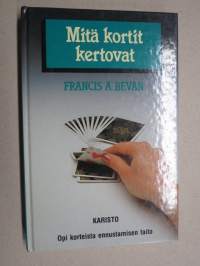 Mitä kortit
kertovat
FRANCIS A. BEVAN
KARISTO
Opi korteista ennustamisen taito